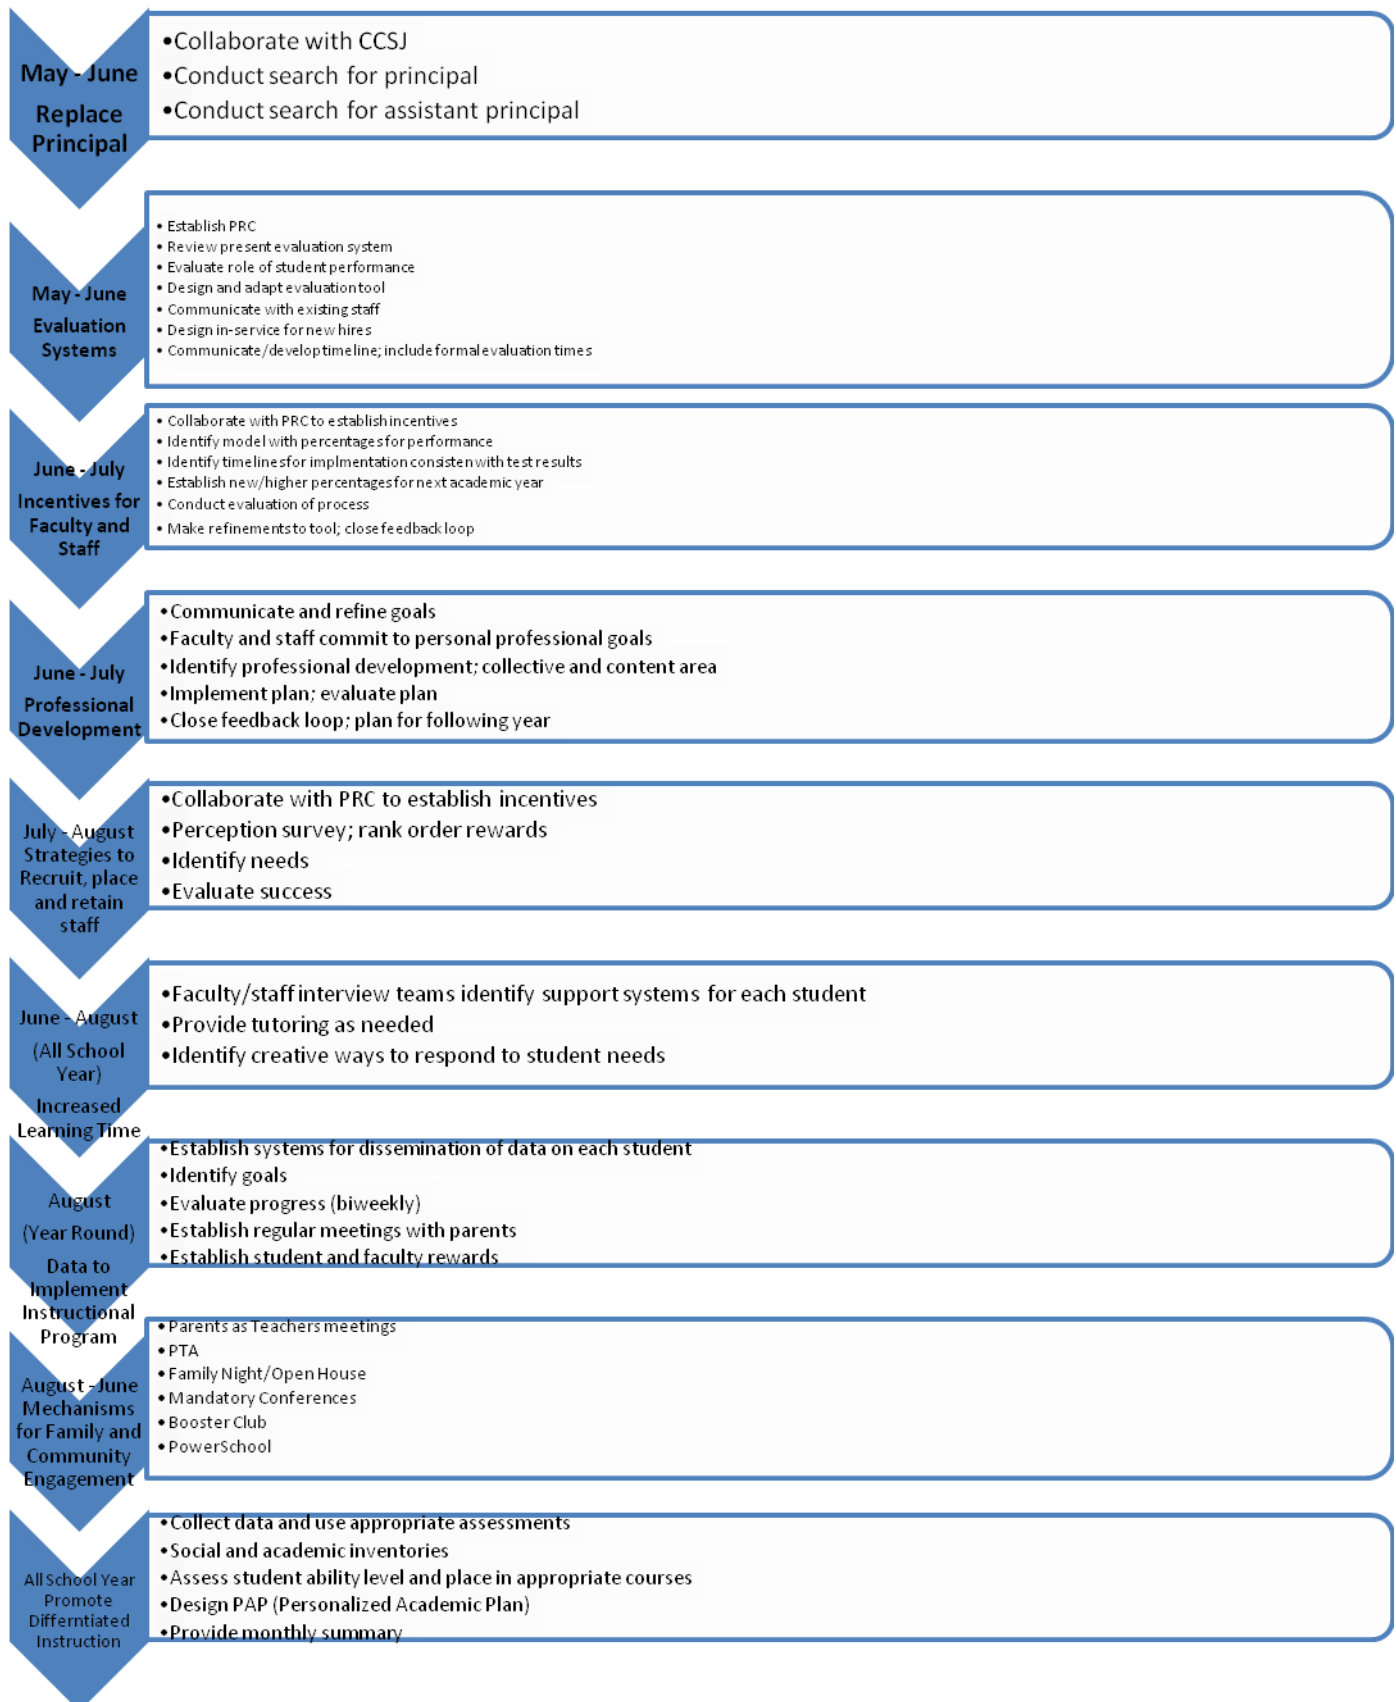 May - June
Replace
Principal
•Collaborate with CCSJ
•Conduct search for principal
•Conduct search for assistant principal
May - June
Evaluation
Systems
• Establish PRC
• Review present evaluation system
• Evaluate role of student performance
• Design and adapt evaluation tool
• Communicate with existing staff
• Design in-service for new hires
• Communicate/develop timeline; include formal evaluation times
June - July
Incentives for
Faculty and
Staff
• Collaborate with PRC to establish incentives
• Identify model with percentages for performance
• Identify timelines for implmentation consisten with test results
• Establish new/higher percentages for next academic year
• Conduct evaluation of process
• Make refinements to tool; close feedback loop
June - July
Professional
Development
•Communicate and refine goals
•Faculty and staff commit to personal professional goals
•Identify professional development; collective and content area
•Implement plan; evaluate plan
•Close feedback loop; plan for following year
July - August
Strategies to
Recruit, place
and retain
staff
•Collaborate with PRC to establish incentives
•Perception survey; rank order rewards
•Identify needs
•Evaluate success
June - August
(All School
Year)
Increased
Learning Time
•Faculty/staff interview teams identify support systems for each student
•Provide tutoring as needed
•Identify creative ways to respond to student needs
August
(Year Round)
Data to
Implement
Instructional
Program
•Establish systems for dissemination of data on each student
•Identify goals
•Evaluate progress (biweekly)
•Establish regular meetings with parents
•Establish student and faculty rewards
August - June
Mechanisms
for Family and
Community
Engagement
• Parents as Teachers meetings
• PTA
• Family Night/Open House
• Mandatory Conferences
• Booster Club
• PowerSchool
All School Year
Promote
Differntiated
Instruction
•Collect data and use appropriate assessments
•Social and academic inventories
•Assess student ability level and place in appropriate courses
•Design PAP (Personalized Academic Plan)
•Provide monthly summary